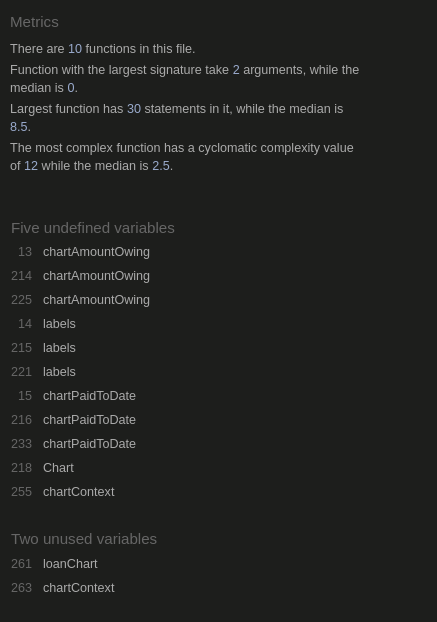 Metrics
There are 10 functions in this file.
Function with the largest signature take 2 arguments, while the
median is 0.
Largest function has 30 statements in it, while the median is
8.5.
The most complex function has a cyclomatic complexity value
of 12 while the median is 2.5.
Five undefined variables
13 chartAmountOwing
214 chartAmountOwing
225 chartAmountOwing
14 labels
215 labels
221 labels
15 chartPaidToDate
216 chartPaidToDate
233 chartPaidToDate
218 Chart
255 chartContext
Two unused variables
261 loanChart
263 chartContext